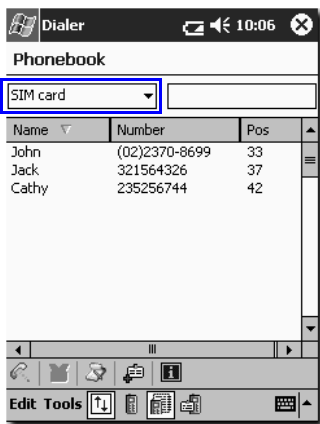 Dialer 10:06
Phonebook
SIM card
Name Number Pos
John (02)2370-8699 33
Jack 321564326 37
Cathy 235256744 42
Edit Tools